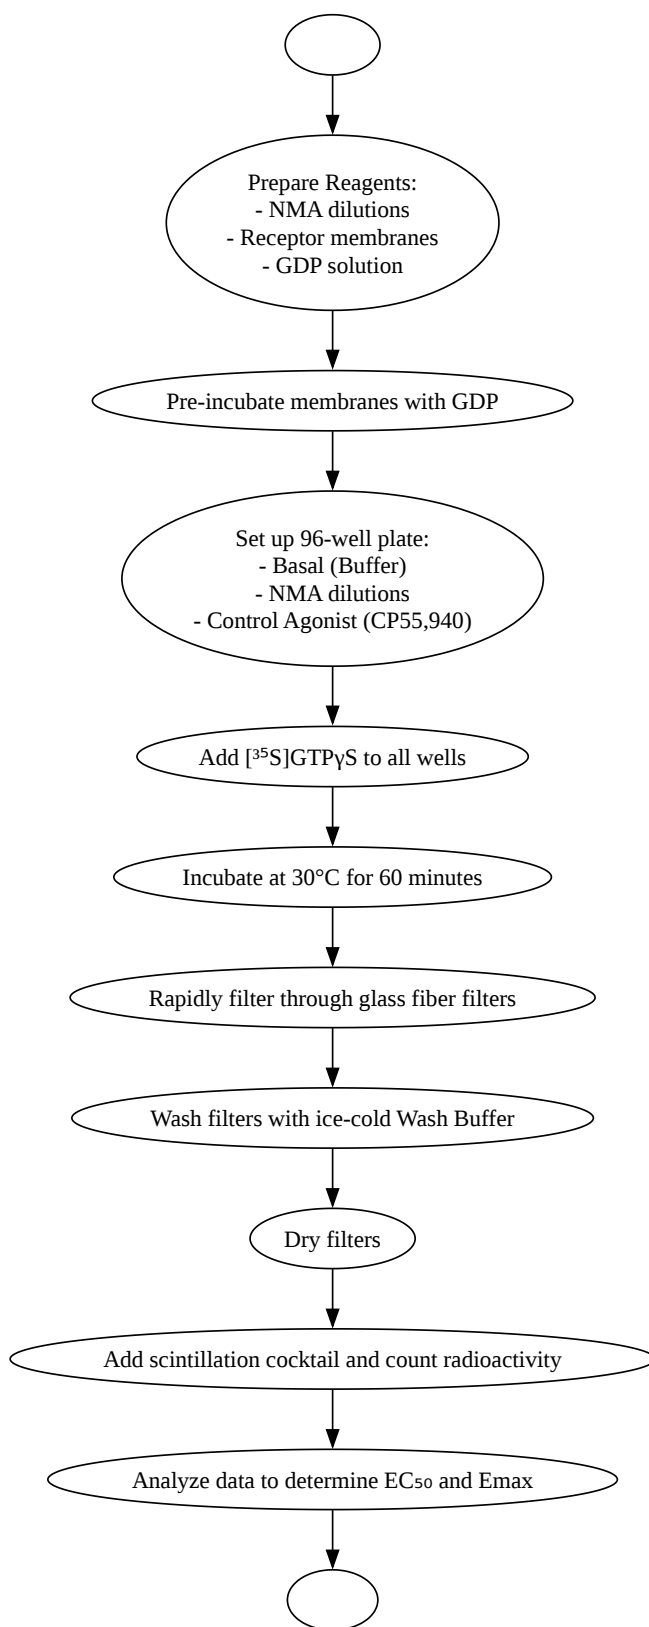 Prepare Reagents:
- NMA dilutions
- Receptor membranes
- GDP solution
Pre-incubate membranes with GDP
Set up 96-well plate:
- Basal (Buffer)
- NMA dilutions
- Control Agonist (CP55,940)
Add [³⁵S]GTPγS to all wells
Incubate at 30°C for 60 minutes
Rapidly filter through glass fiber filters
Wash filters with ice-cold Wash Buffer
Dry filters
Add scintillation cocktail and count radioactivity
Analyze data to determine EC₅₀ and Emax